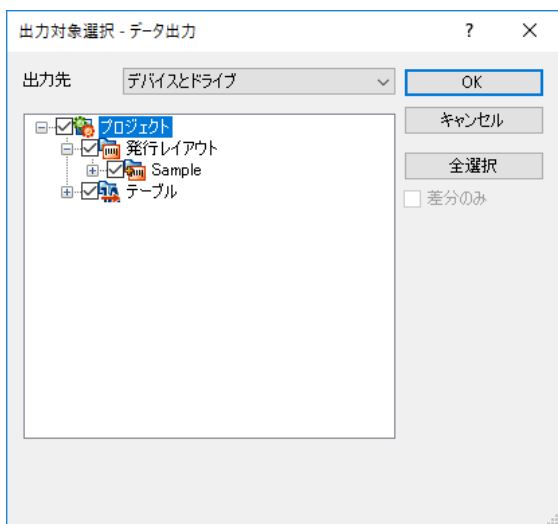 出力対象選択 - データ出力
出力先 デバイスとドライブ
OK
キャンセル
全選択
差分のみ
プロジェクト
発行レイアウト
Sample
テーブル